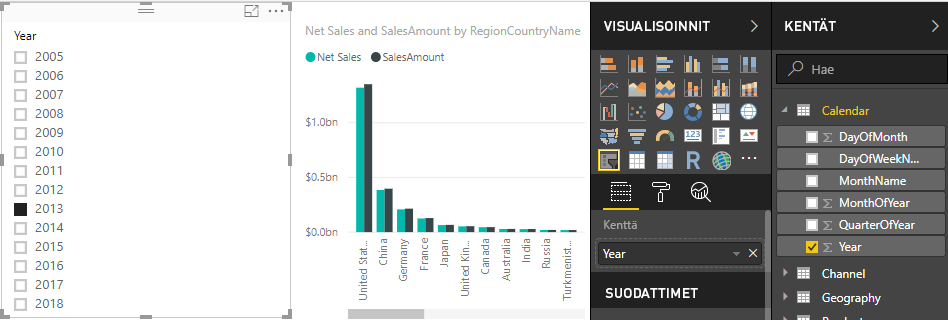 Year
2005
2006
2007
2008
2009
2010
2011
2012
2013
2014
2015
2016
2017
2018
Net Sales and SalesAmount by RegionCountryName
Net Sales SalesAmount
$1.0bn
$0.5bn
$0.0bn
United Stat...
China
Germany
France
Japan
United Kin...
Canada
Australia
India
Russia
Turkmenist...
VISUALISOINNIT
123
R
Kenttä
Year
SUODATTIMET
KENTÄT
Hae
Calendar
DayOfMonth
DayOfWeekN...
MonthName
MonthOfYear
QuarterOfYear
Year
Channel
Geography